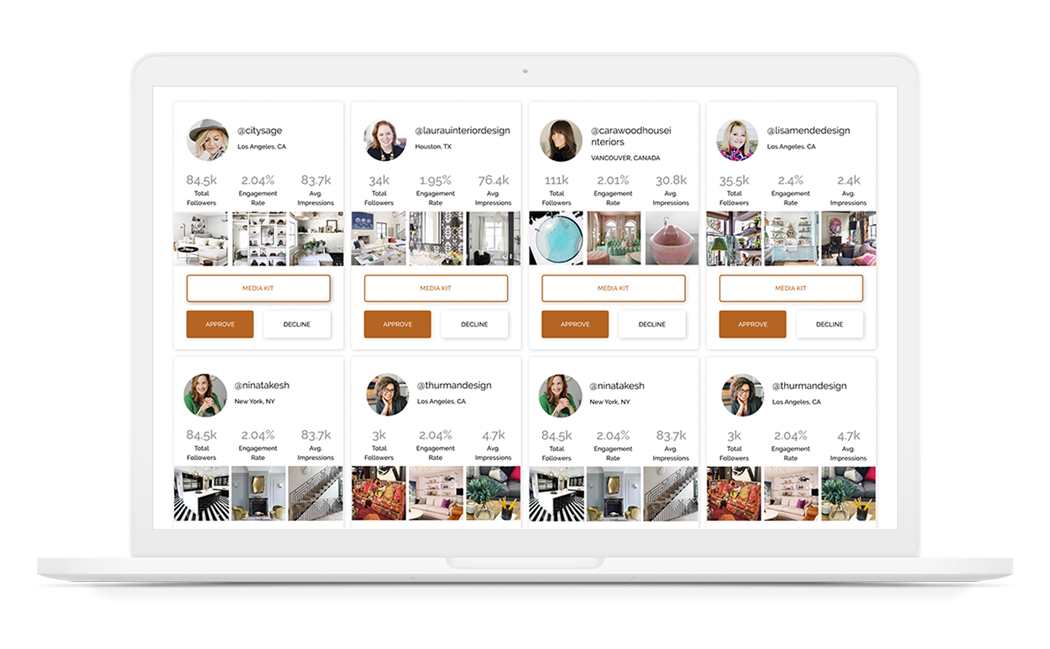 @citysage
Los Angeles, CA
84.5k 2.04% 83.7k
Total Engagement Avg.
Followers Rate Impressions
MEDIA KIT
APPROVE DECLINE
@laurauinteriordesign
Houston, TX
34k 1.95% 76.4k
Total Engagement Avg.
Followers Rate Impressions
MEDIA KIT
APPROVE DECLINE
@carawoodhousei
nteriors
VANCOUVER, CANADA
111k 2.01% 30.8k
Total Engagement Avg.
Followers Rate Impressions
MEDIA KIT
APPROVE DECLINE
@lisamendedesign
Los Angeles, CA
35.5k 2.4% 2.4k
Total Engagement Avg.
Followers Rate Impressions
MEDIA KIT
APPROVE DECLINE
@ninatakesh
New York, NY
84.5k 2.04% 83.7k
Total Engagement Avg.
Followers Rate Impressions
@thurmandesign
Los Angeles, CA
3k 2.04% 4.7k
Total Engagement Avg.
Followers Rate Impressions
@ninatakesh
New York, NY
84.5k 2.04% 83.7k
Total Engagement Avg.
Followers Rate Impressions
@thurmandesign
Los Angeles, CA
3k 2.04% 4.7k
Total Engagement Avg.
Followers Rate Impressions